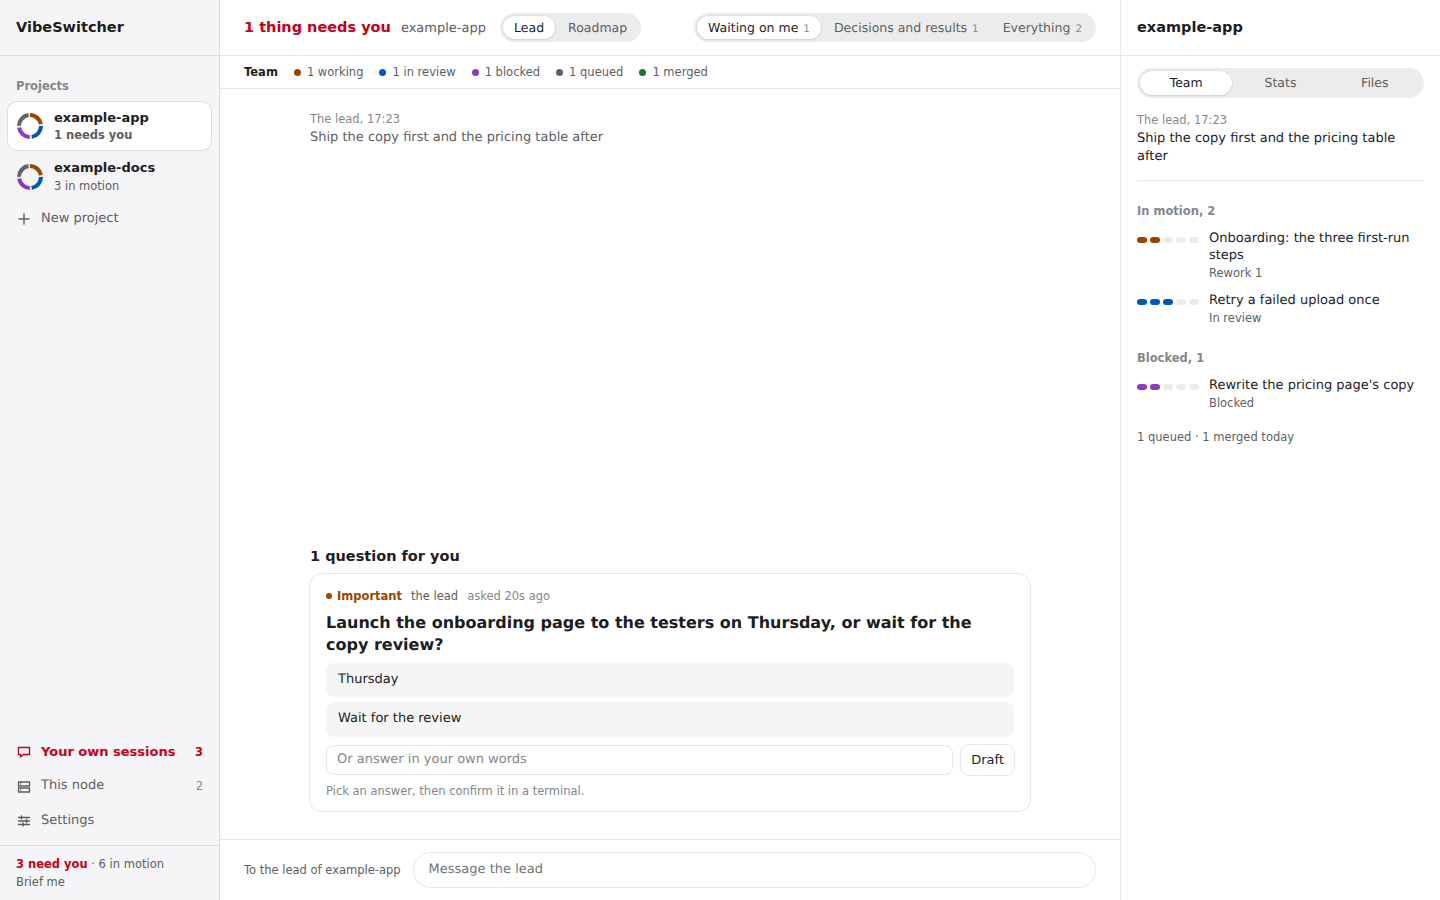 VibeSwitcher
Projects
example-app
1 needs you
example-docs
3 in motion
New project
Your own sessions 3
This node 2
Settings
3 need you · 6 in motion
Brief me
1 thing needs you example-app Lead Roadmap Waiting on me 1 Decisions and results 1 Everything 2
Team 1 working 1 in review 1 blocked 1 queued 1 merged
The lead, 17:23
Ship the copy first and the pricing table after
1 question for you
Important the lead asked 20s ago
Launch the onboarding page to the testers on Thursday, or wait for the
copy review?
Thursday
Wait for the review
Or answer in your own words Draft
Pick an answer, then confirm it in a terminal.
To the lead of example-app Message the lead
example-app
Team Stats Files
The lead, 17:23
Ship the copy first and the pricing table
after
In motion, 2
Onboarding: the three first-run
steps
Rework 1
Retry a failed upload once
In review
Blocked, 1
Rewrite the pricing page's copy
Blocked
1 queued · 1 merged today